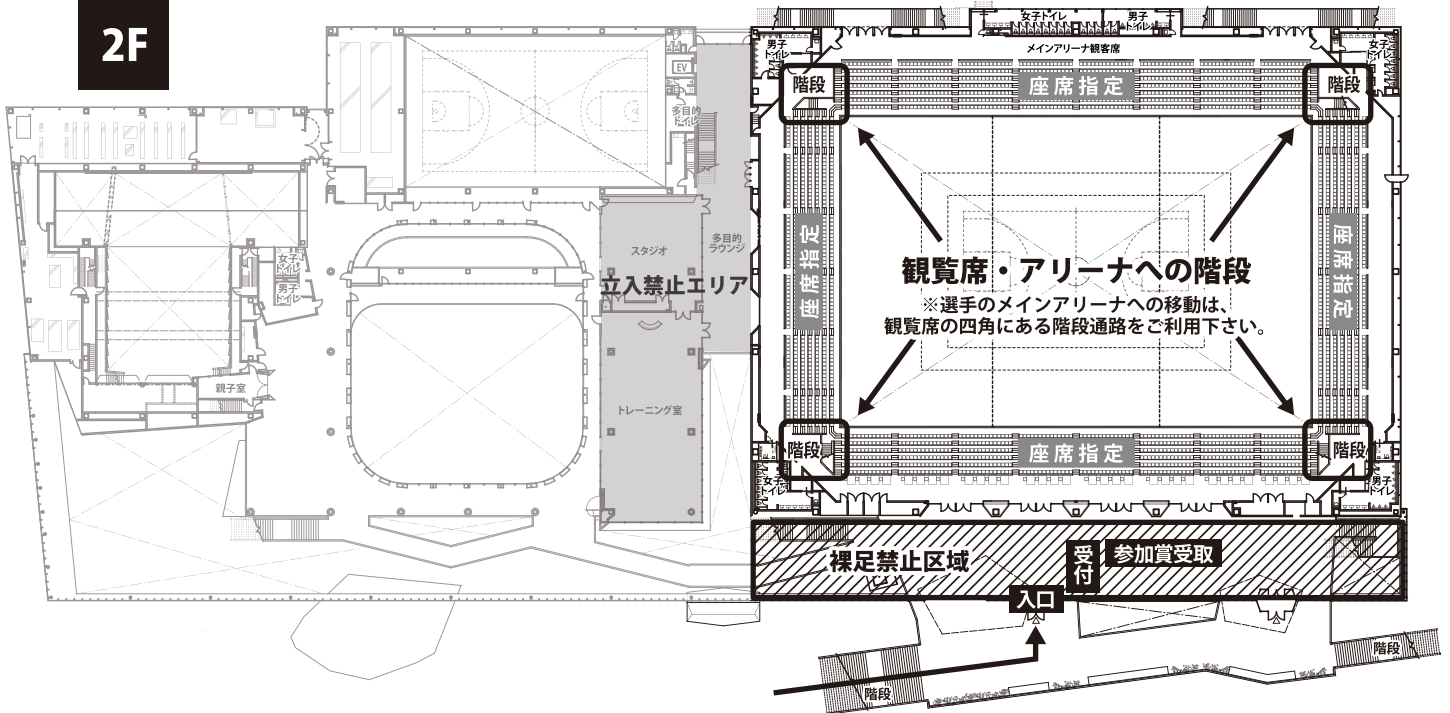 2F
女子トイレ
男子
トイレ
男子
トイレ
メインアリーナ観客席
女子
トイレ
EV
階段
座席指定
階段
多目的
トイレ
座席指定
座席指定
スタジオ
多目的
ラウンジ
立入禁止エリア
女子
トイレ
男子
トイレ
観覧席・アリーナへの階段
※選手のメインアリーナへの移動は、
観覧席の四角にある階段通路をご利用下さい。
親子室
トレーニング室
階段
座席指定
階段
女子
トイレ
男子
トイレ
裸足禁止区域
受付
参加賞受取
入口
階段
階段